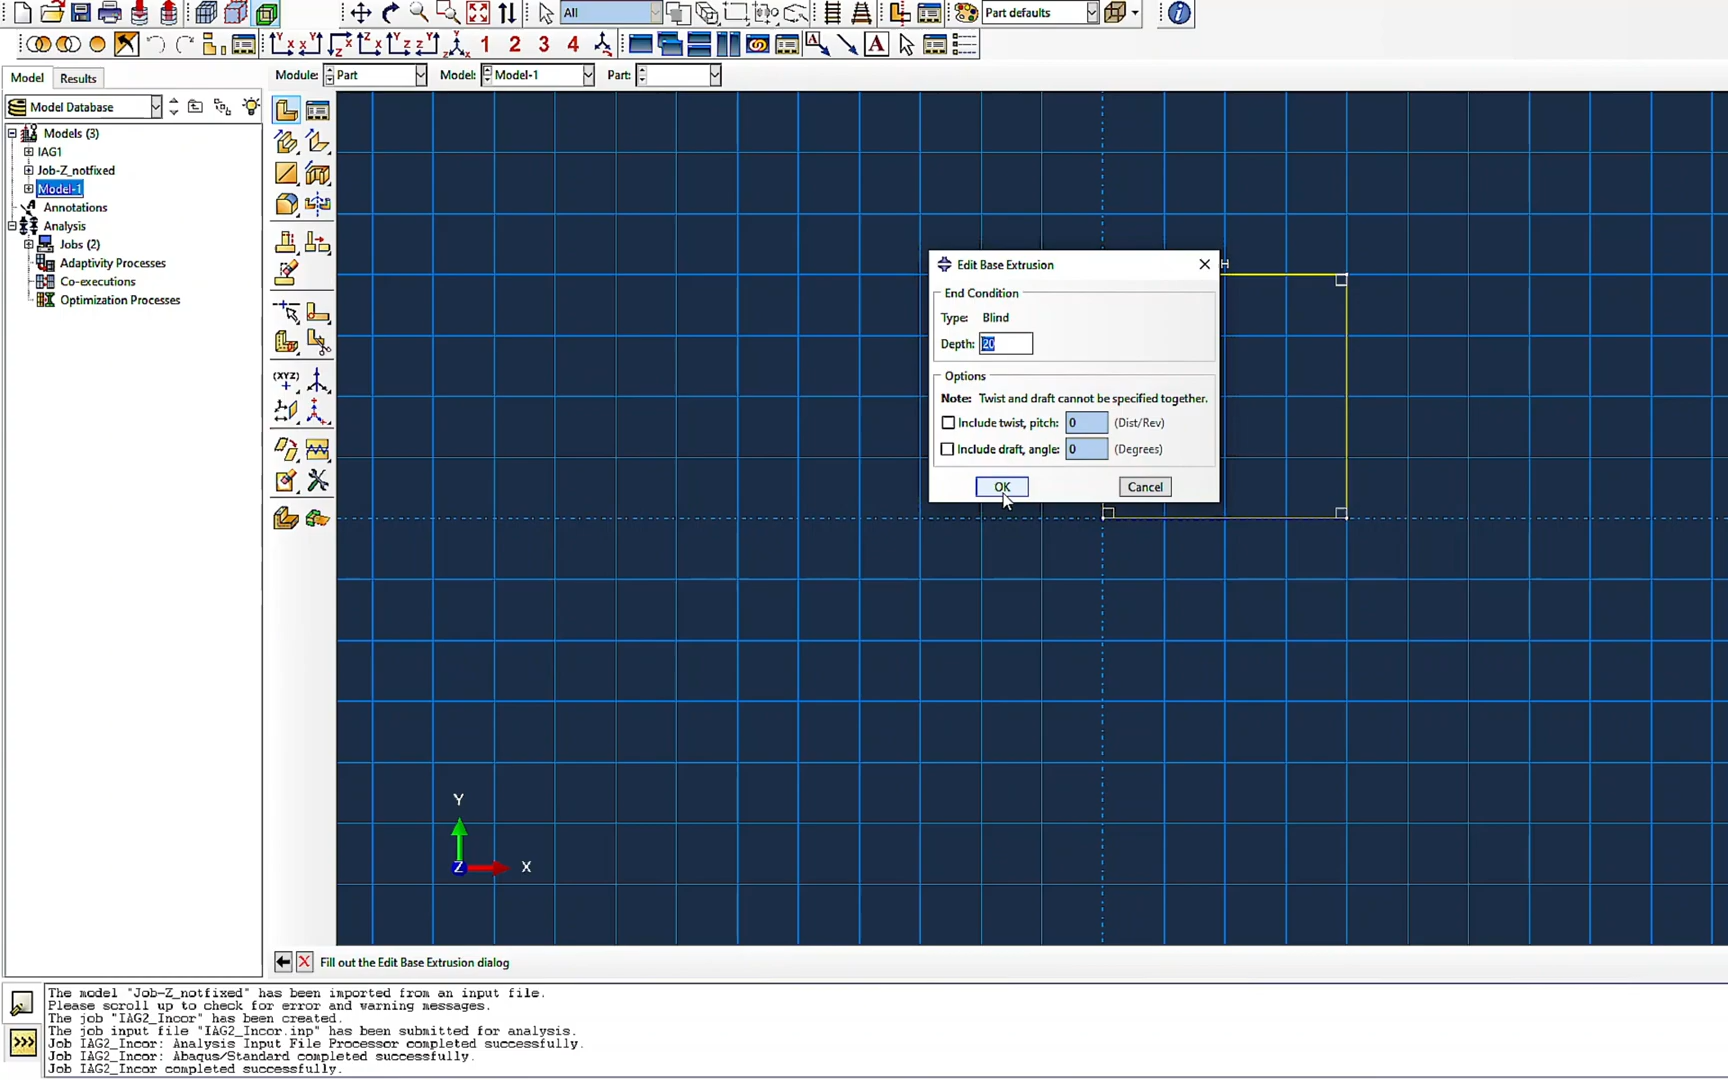 All
Part defaults
1 2 3 4
A
A
Model
Results
Module: Part Model: Model-1 Part:
Model Database
Models (3)
IAG1
Job-Z_notfixed
Model-1
Annotations
Analysis
Jobs (2)
Adaptivity Processes
Co-executions
Optimization Processes
(XYZ)
Edit Base Extrusion
H
End Condition
Type: Blind
Depth: 20
Options
Note: Twist and draft cannot be specified together.
Include twist, pitch: 0 (Dist/Rev)
Include draft, angle: 0 (Degrees)
OK Cancel
Y
Z X
Fill out the Edit Base Extrusion dialog
The model "Job-Z_notfixed" has been imported from an input file.
Please scroll up to check for error and warning messages.
The job "IAG2_Incor" has been created.
The job input file "IAG2_Incor.inp" has been submitted for analysis.
Job IAG2_Incor: Analysis Input File Processor completed successfully.
Job IAG2_Incor: Abaqus/Standard completed successfully.
Job IAG2_Incor completed successfully.
>>>